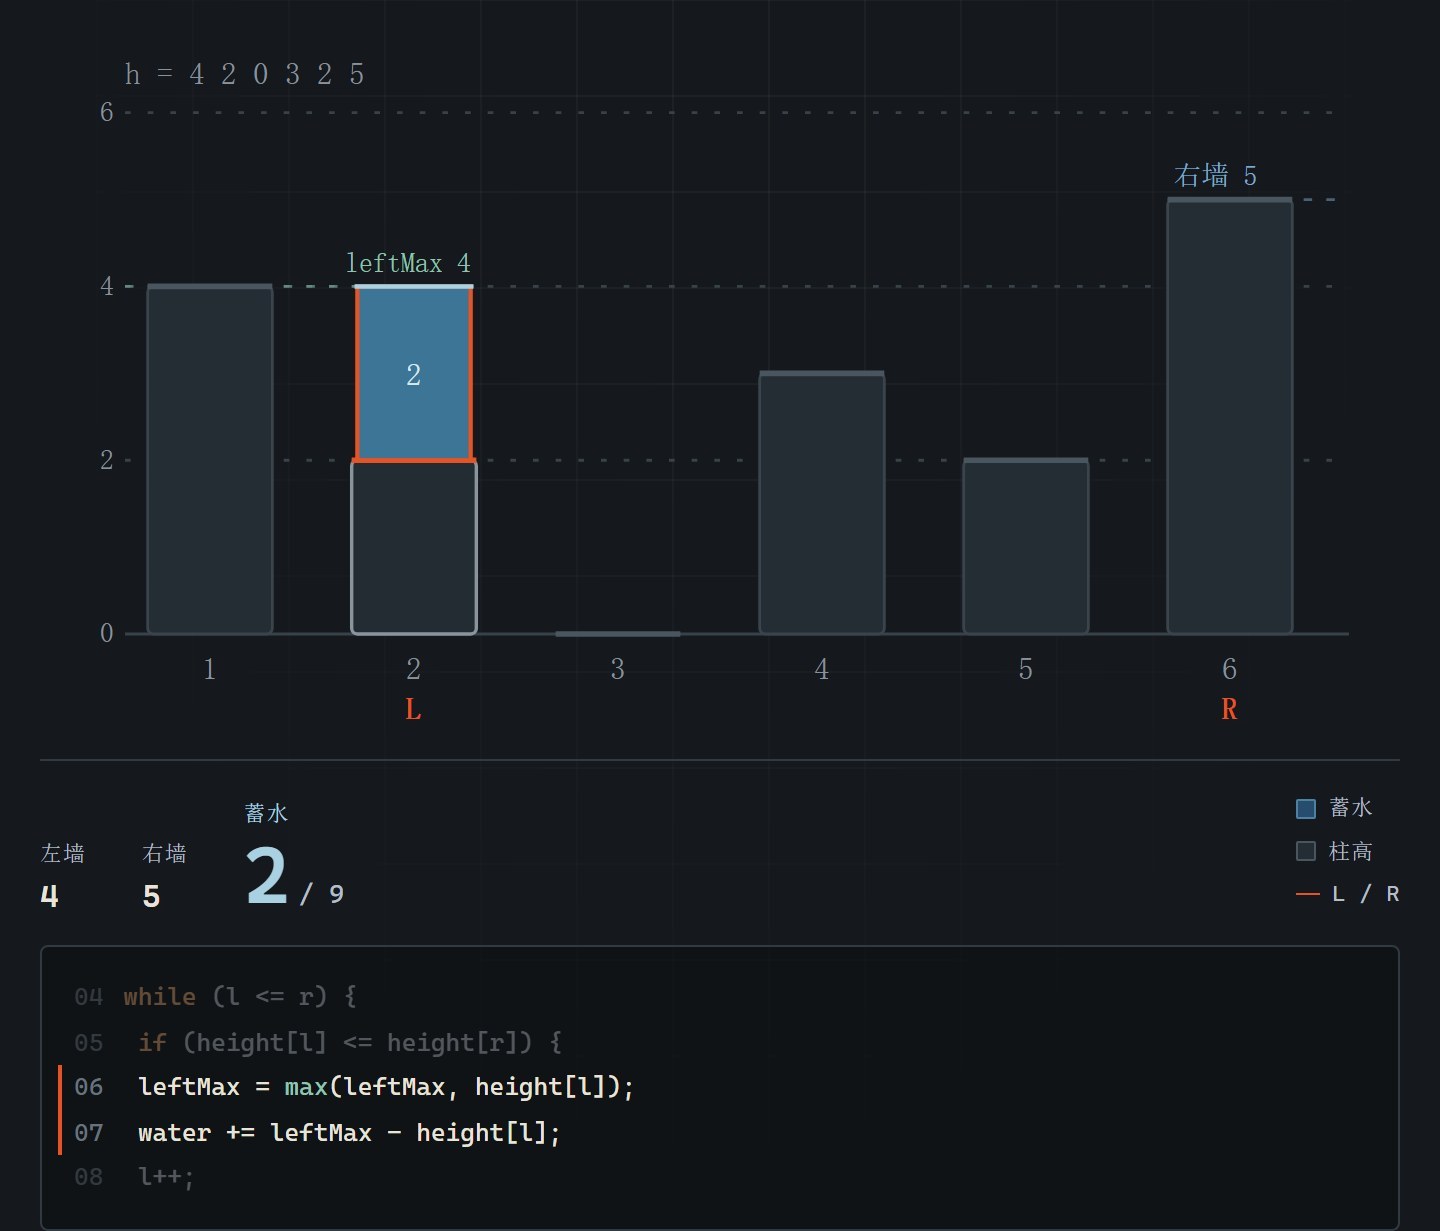 h = 4 2 0 3 2 5
6
右墙 5
leftMax 4
4
2
2
0
1 2 3 4 5 6
L R
蓄水
左墙 右墙
4 5 2 / 9
蓄水
柱高
L / R
04 while (l <= r) {
05 if (height[l] <= height[r]) {
06 leftMax = max(leftMax, height[l]);
07 water += leftMax − height[l];
08 l++;